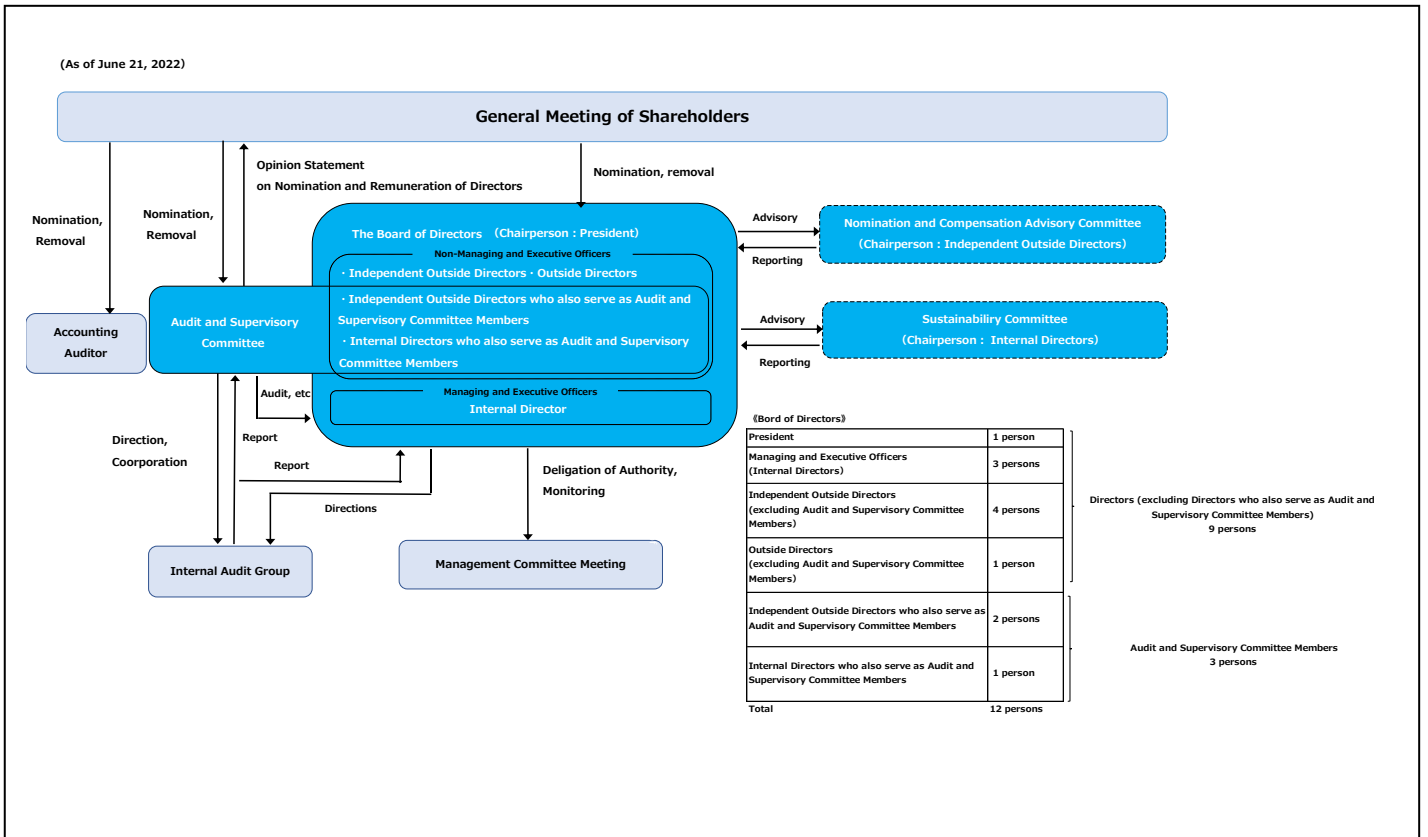 (As of June 21, 2022)
General Meeting of Shareholders
Opinion Statement
on Nomination and Remuneration of Directors
Nomination, removal
Nomination,
Removal
Nomination,
Removal
The Board of Directors （Chairperson : President）
Non-Managing and Executive Officers
・Independent Outside Directors・Outside Directors
・Independent Outside Directors who also serve as Audit and
Supervisory Committee Members
・Internal Directors who also serve as Audit and Supervisory
Committee Members
Managing and Executive Officers
Internal Director
Advisory
Reporting
Nomination and Compensation Advisory Committee
（Chairperson : Independent Outside Directors）
Advisory
Reporting
Sustainabiliry Committee
（Chairperson : Internal Directors）
Accounting
Auditor
Audit and Supervisory
Committee
Audit, etc
Report
Direction,
Coorporation
Report
Directions
Deligation of Authority,
Monitoring
Internal Audit Group
Management Committee Meeting
《Bord of Directors》
President 1 person
Managing and Executive Officers
(Internal Directors) 3 persons
Independent Outside Directors
(excluding Audit and Supervisory Committee
Members） 4 persons
Outside Directors
(excluding Audit and Supervisory Committee
Members） 1 person
Independent Outside Directors who also serve as
Audit and Supervisory Committee Members 2 persons
Internal Directors who also serve as Audit and
Supervisory Committee Members 1 person
Total 12 persons
Directors (excluding Directors who also serve as Audit and
Supervisory Committee Members)
9 persons
Audit and Supervisory Committee Members
3 persons